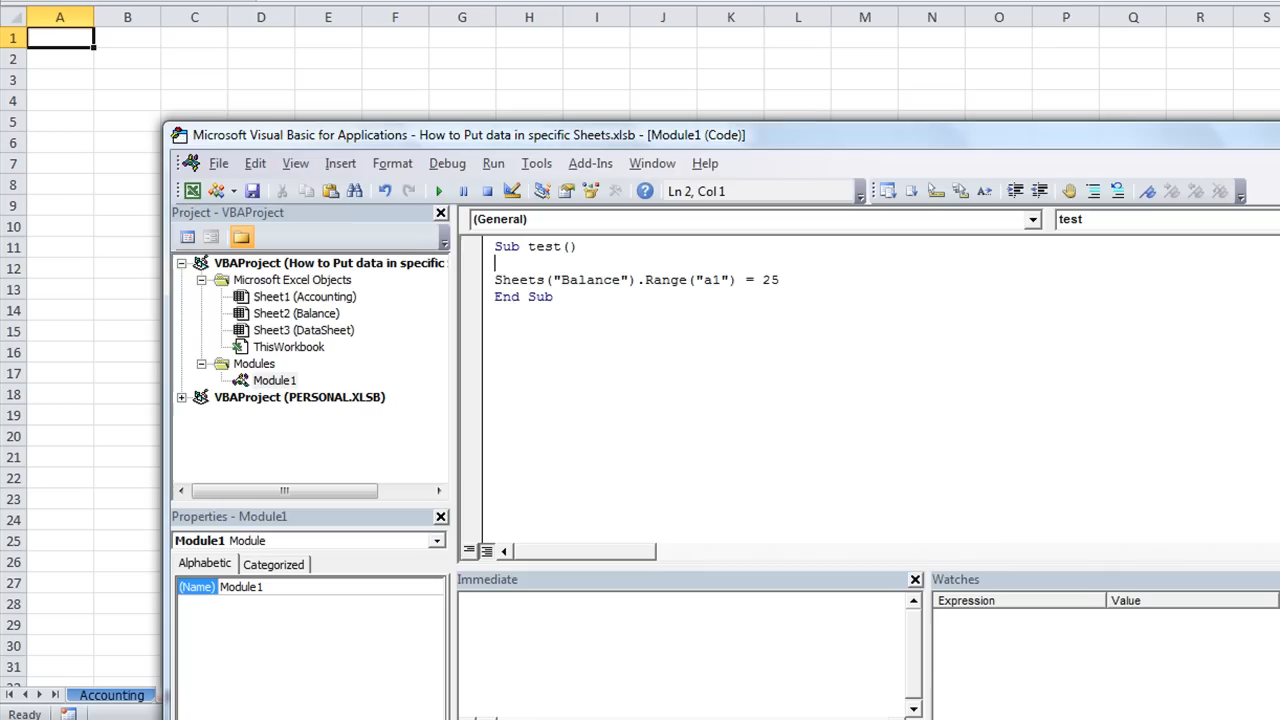 A B C D E F G H I J K L M N O P Q R S
1
2
3
4
5
6
7
8
9
10
11
12
13
14
15
16
17
18
19
20
21
22
23
24
25
26
27
28
29
30
31
Microsoft Visual Basic for Applications - How to Put data in specific Sheets.xlsb - [Module1 (Code)]
File Edit View Insert Format Debug Run Tools Add-Ins Window Help
Ln 2, Col 1
Project - VBAProject
(General)
test
VBAProject (How to Put data in specific
Microsoft Excel Objects
Sheet1 (Accounting)
Sheet2 (Balance)
Sheet3 (DataSheet)
ThisWorkbook
Modules
Module1
VBAProject (PERSONAL.XLSB)
Sub test()
Sheets("Balance").Range("a1") = 25
End Sub
Properties - Module1
Module1 Module
Alphabetic Categorized
(Name) Module1
Immediate
Watches
Expression Value
Accounting
Ready